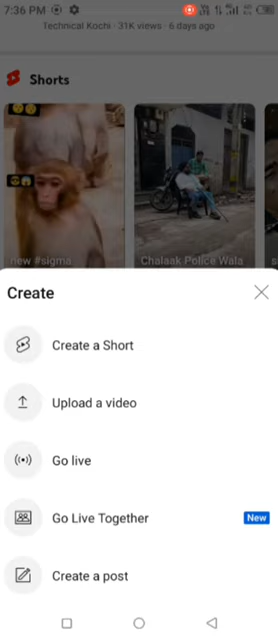 7:36 PM
Technical Kochi · 31K views · 6 days ago
Shorts
new #sigma
Chalaak Police Wala
s
Create
Create a Short
Upload a video
Go live
Go Live Together
New
Create a post